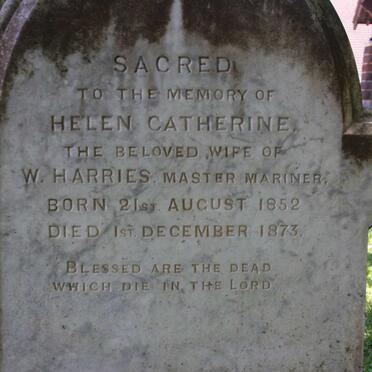 SACRED
TO THE MEMORY OF
HELEN CATHERINE,
THE BELOVED WIFE OF
W. HARRIES, MASTER MARINER,
BORN 21ST AUGUST 1852
DIED 1ST DECEMBER 1873.
BLESSED ARE THE DEAD
WHICH DIE IN THE LORD